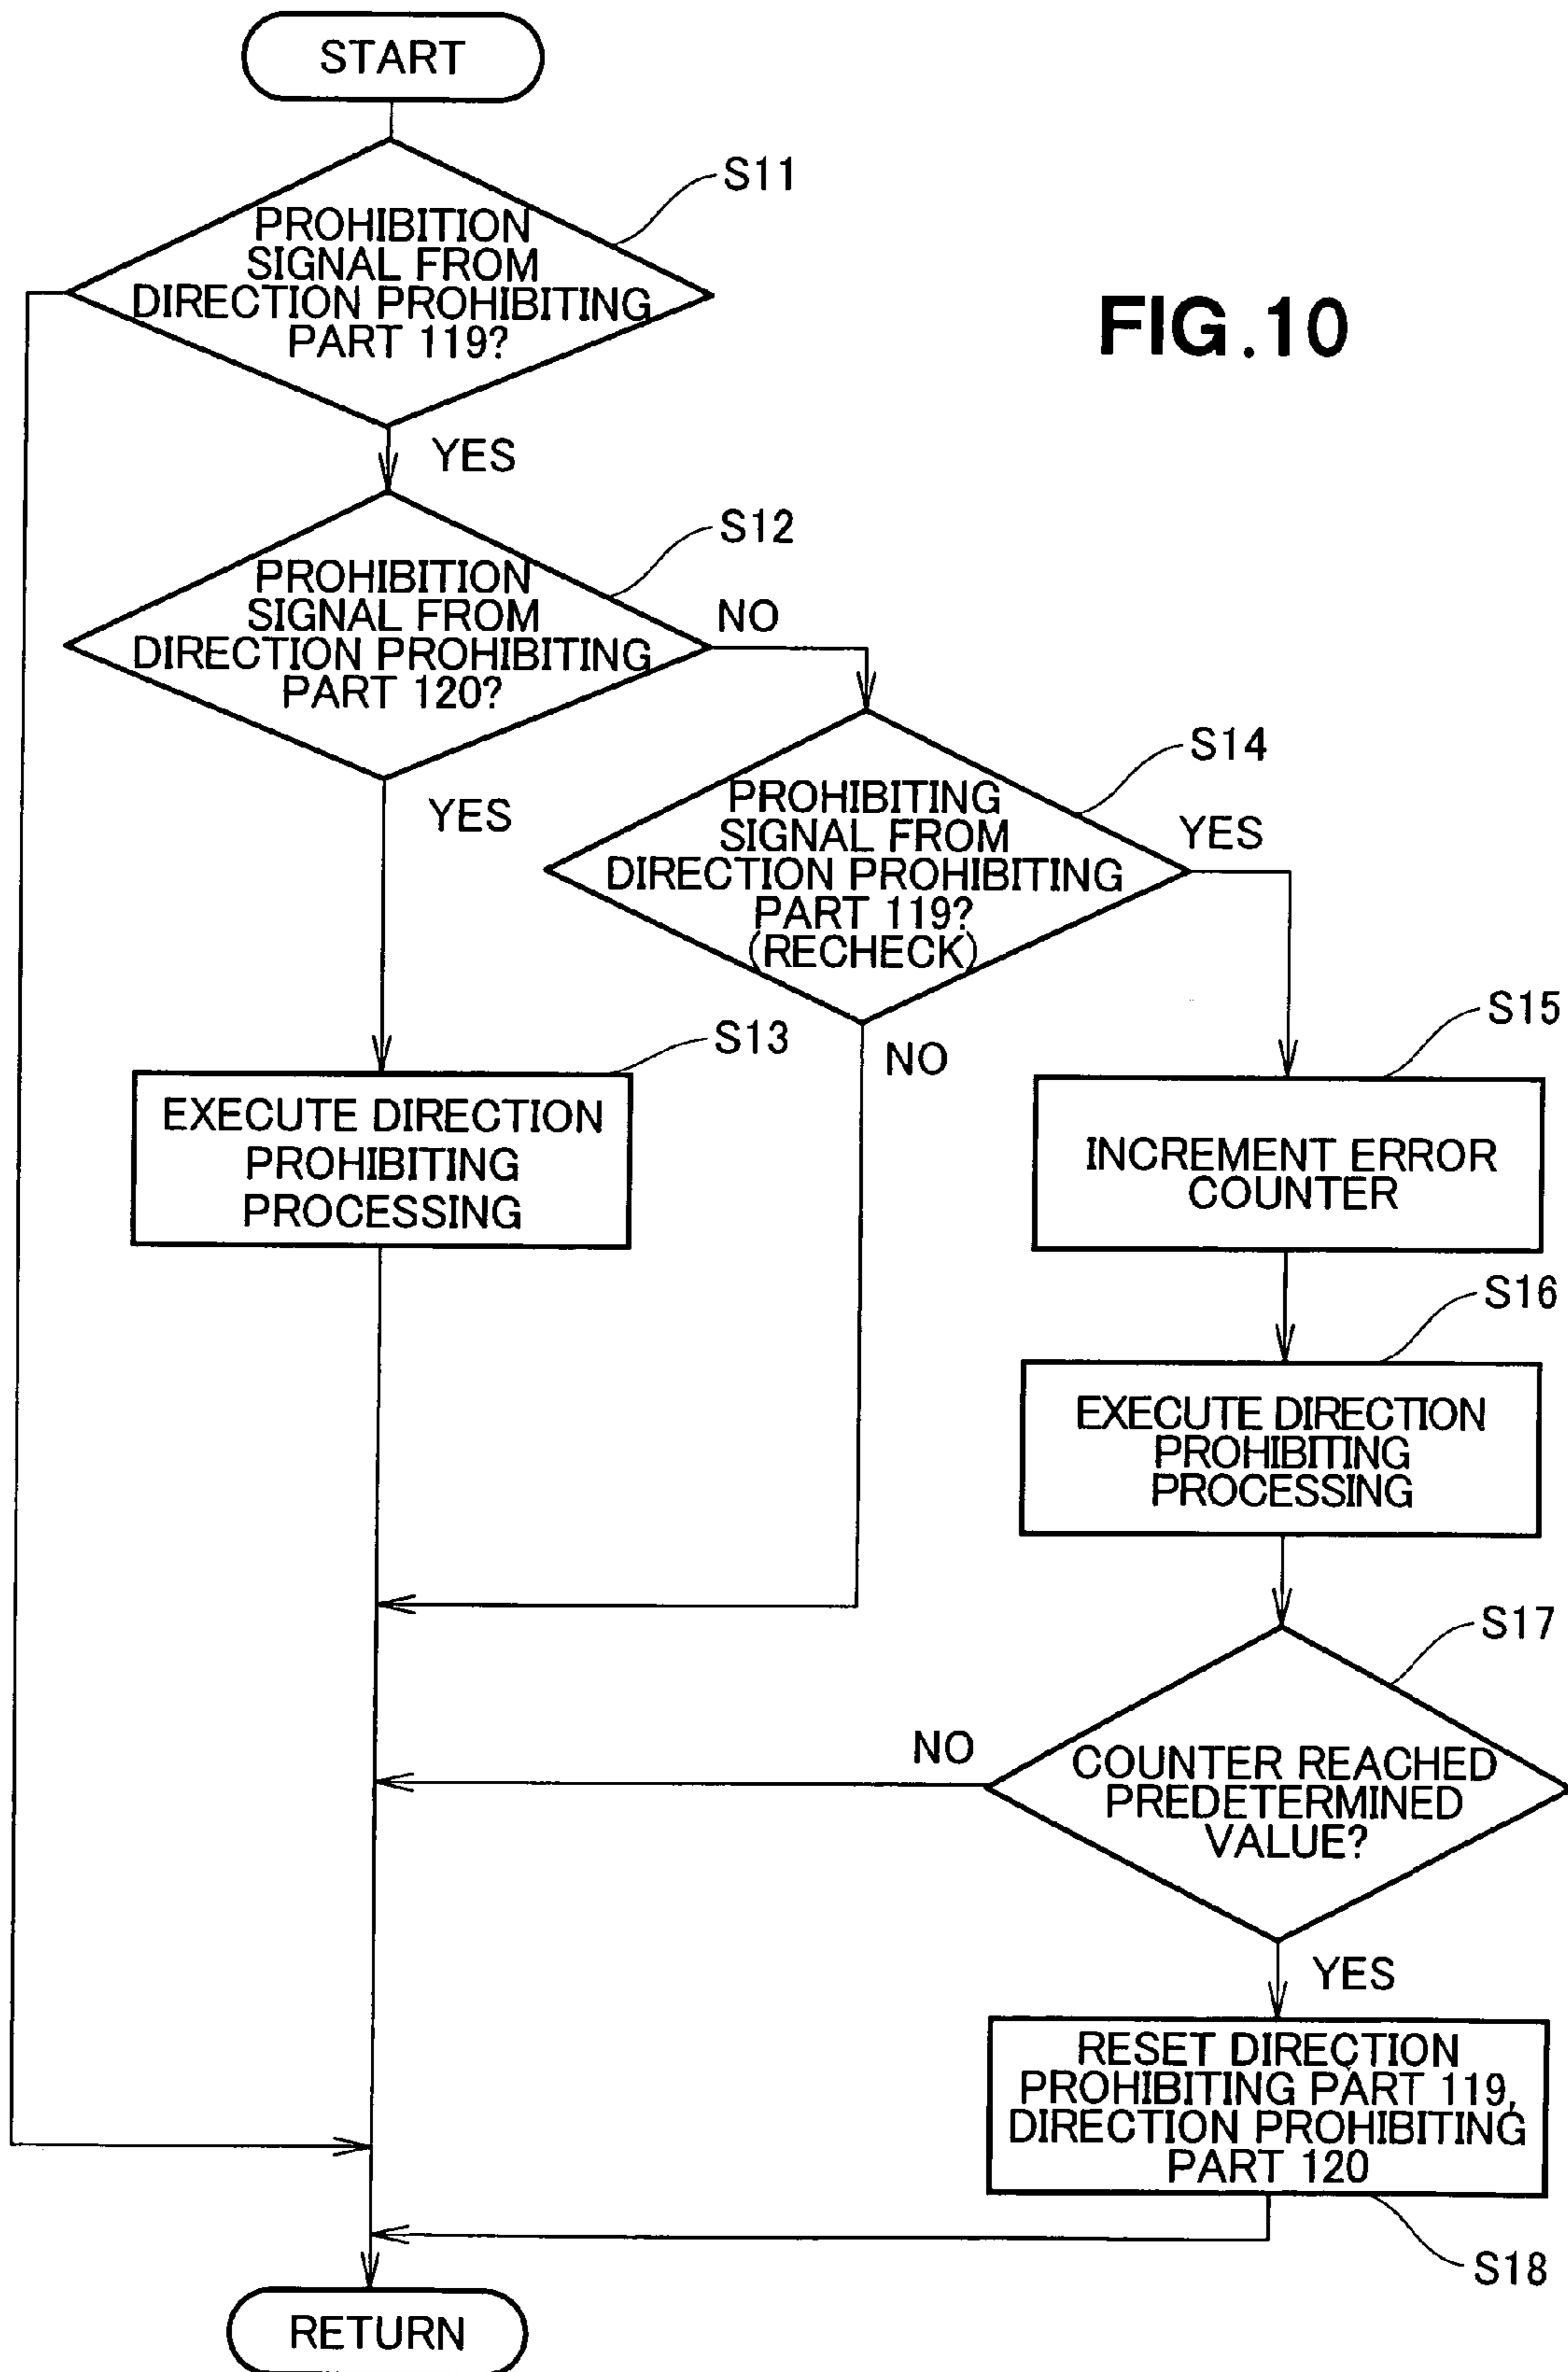 START
S11
PROHIBITION
SIGNAL FROM
DIRECTION PROHIBITING
PART 119?
FIG.10
YES
S12
PROHIBITION
SIGNAL FROM
DIRECTION PROHIBITING
PART 120?
NO
YES
S14
PROHIBITING
SIGNAL FROM
DIRECTION PROHIBITING
PART 119?
(RECHECK)
YES
NO
S13
EXECUTE DIRECTION
PROHIBITING
PROCESSING
S15
INCREMENT ERROR
COUNTER
S16
EXECUTE DIRECTION
PROHIBITING
PROCESSING
S17
COUNTER REACHED
PREDETERMINED
VALUE?
NO
YES
RESET DIRECTION
PROHIBITING PART 119,
DIRECTION PROHIBITING
PART 120
S18
RETURN